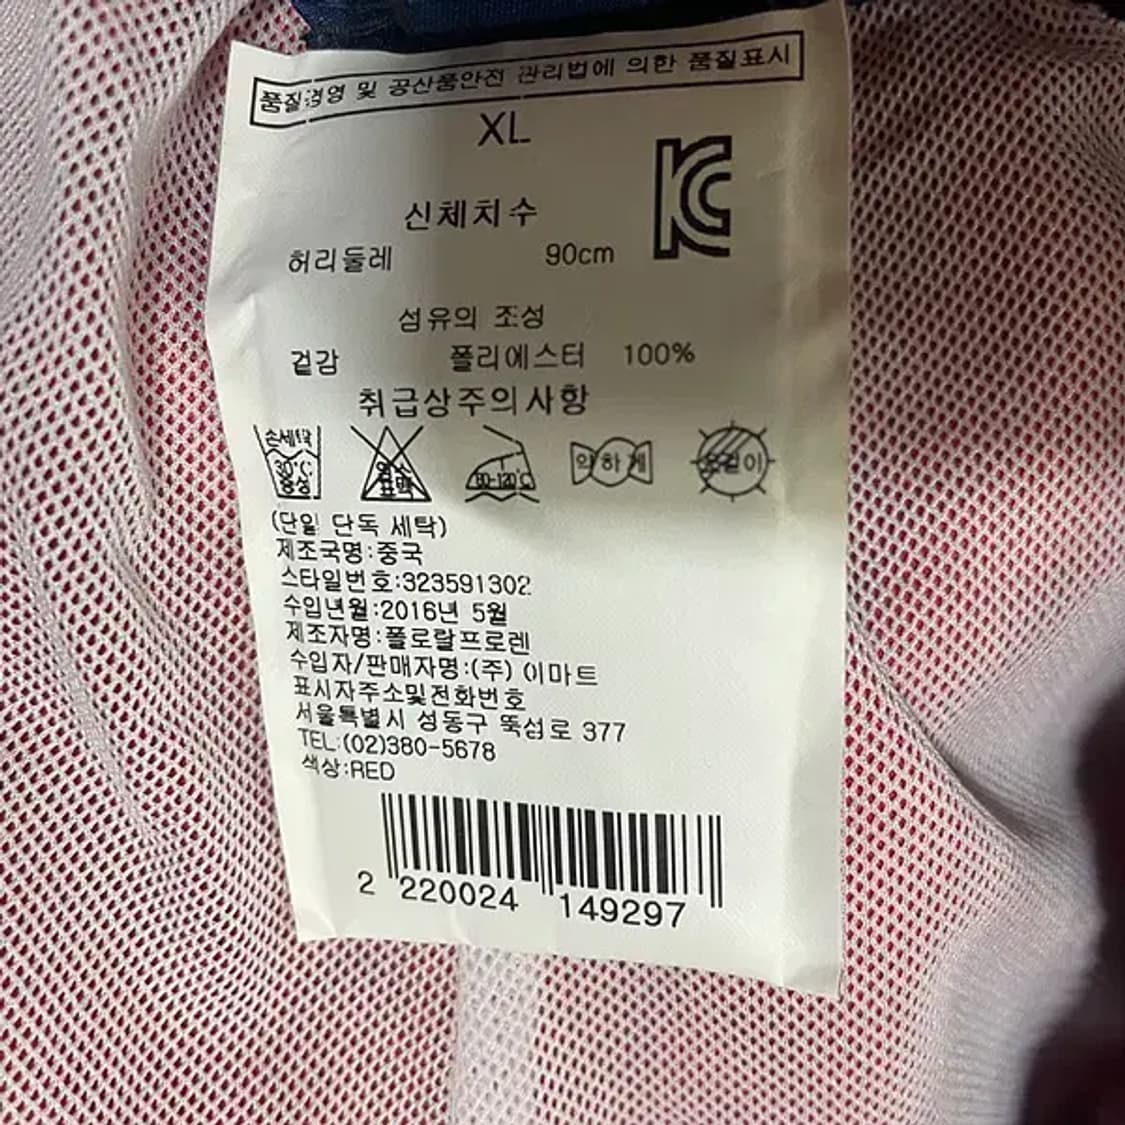 품질경영 및 공산품안전 관리법에 의한 품질표시
XL
신체치수
허리둘레 90cm
섬유의 조성
겉감 폴리에스터 100%
취급상주의사항
손세탁 30°C 중성
염소 표백
80-120°C
약하게
옷걸이
(단일 단독 세탁)
제조국명:중국
스타일번호:323591302
수입년월:2016년 5월
제조자명:폴로랄프로렌
수입자/판매자명:(주) 이마트
표시자주소및전화번호
서울특별시 성동구 뚝섬로 377
TEL:(02)380-5678
색상:RED
2 220024 149297